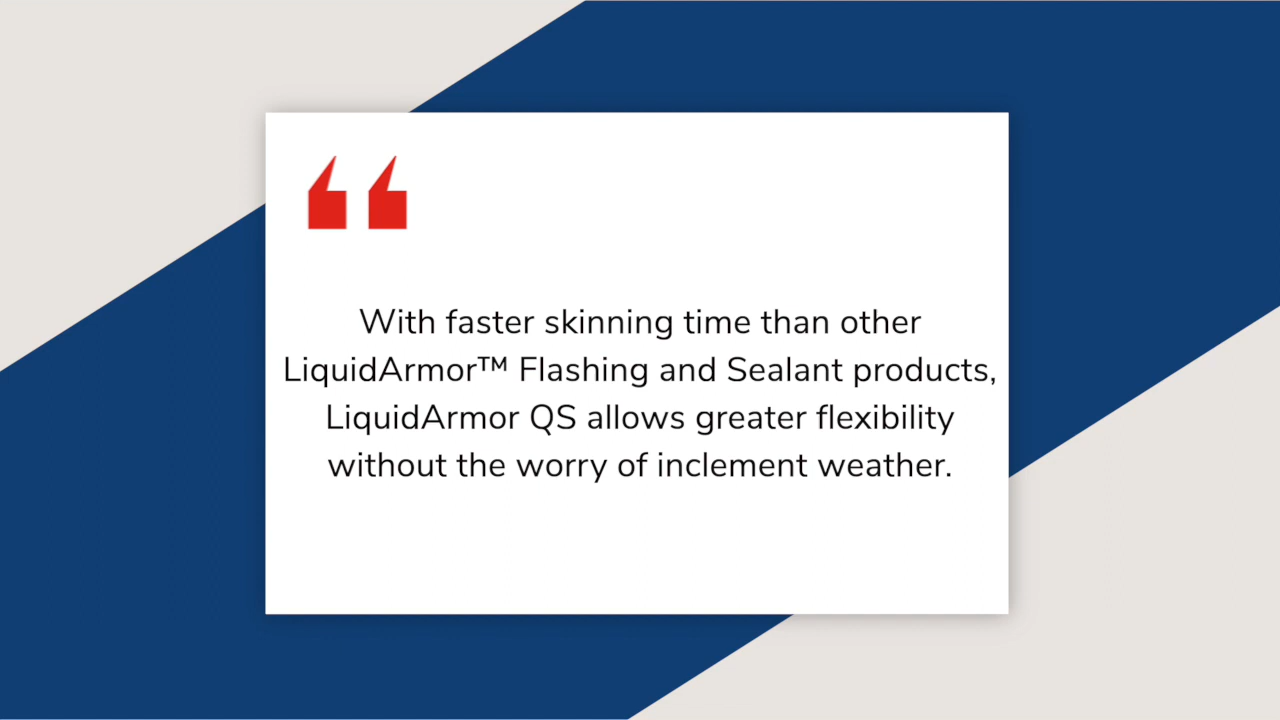 With faster skinning time than other
LiquidArmor™ Flashing and Sealant products,
LiquidArmor QS allows greater flexibility
without the worry of inclement weather.